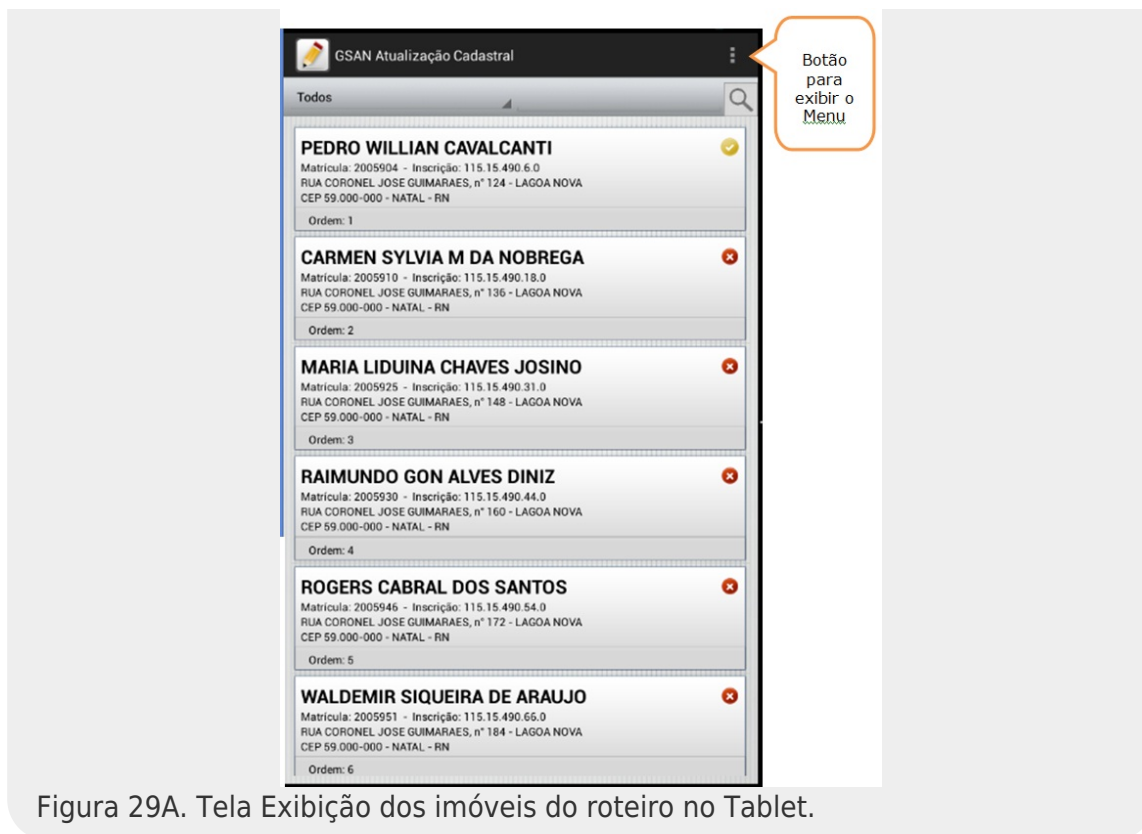 GSAN Atualização Cadastral
Botão
para
exibir o
Menu
Todos
PEDRO WILLIAN CAVALCANTI
Matrícula: 2005904 - Inscrição: 115.15.490.6.0
RUA CORONEL JOSE GUIMARAES, n° 124 - LAGOA NOVA
CEP 59.000-000 - NATAL - RN
Ordem: 1
CARMEN SYLVIA M DA NOBREGA
Matrícula: 2005910 - Inscrição: 115.15.490.18.0
RUA CORONEL JOSE GUIMARAES, n° 136 - LAGOA NOVA
CEP 59.000-000 - NATAL - RN
Ordem: 2
MARIA LIDUINA CHAVES JOSINO
Matrícula: 2005925 - Inscrição: 115.15.490.31.0
RUA CORONEL JOSE GUIMARAES, n° 148 - LAGOA NOVA
CEP 59.000-000 - NATAL - RN
Ordem: 3
RAIMUNDO GON ALVES DINIZ
Matrícula: 2005930 - Inscrição: 115.15.490.44.0
RUA CORONEL JOSE GUIMARAES, n° 160 - LAGOA NOVA
CEP 59.000-000 - NATAL - RN
Ordem: 4
ROGERS CABRAL DOS SANTOS
Matrícula: 2005946 - Inscrição: 115.15.490.54.0
RUA CORONEL JOSE GUIMARAES, n° 172 - LAGOA NOVA
CEP 59.000-000 - NATAL - RN
Ordem: 5
WALDEMIR SIQUEIRA DE ARAUJO
Matrícula: 2005951 - Inscrição: 115.15.490.66.0
RUA CORONEL JOSE GUIMARAES, n° 184 - LAGOA NOVA
CEP 59.000-000 - NATAL - RN
Ordem: 6
Figura 29A. Tela Exibição dos imóveis do roteiro no Tablet.